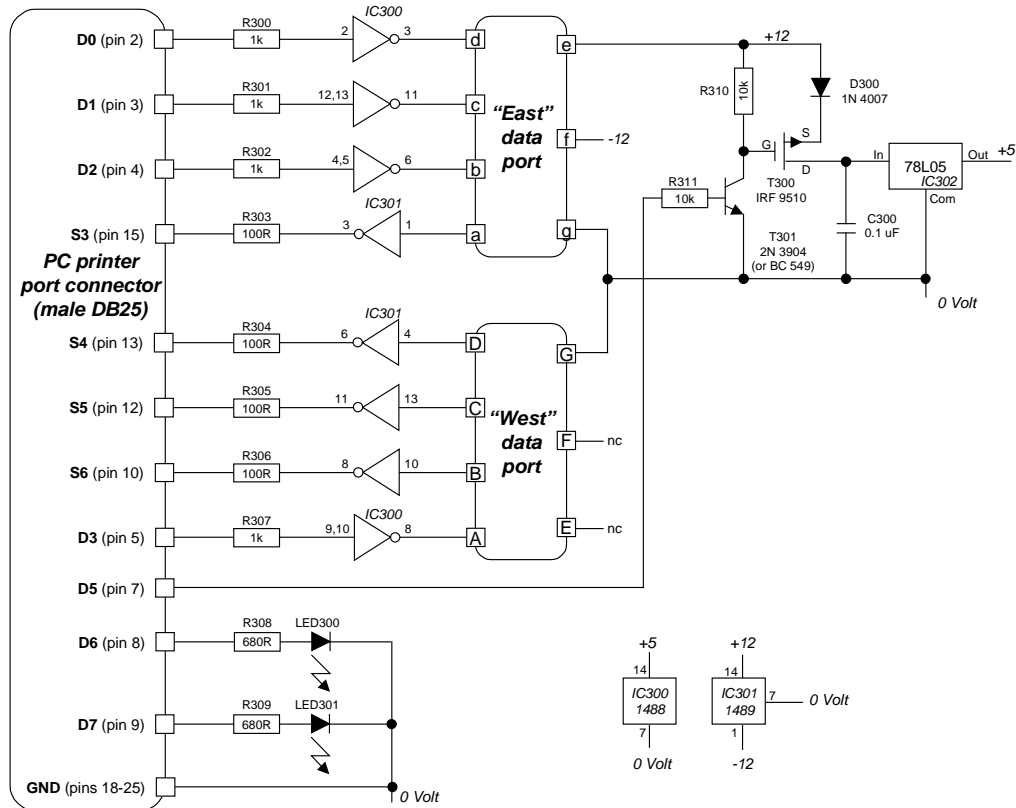 D0 (pin 2)
R300
1k
2
IC300
3
d
D1 (pin 3)
R301
1k
12,13
11
c
D2 (pin 4)
R302
1k
4,5
6
b
S3 (pin 15)
R303
100R
3
IC301
1
a
"East"
data
port
e
f
-12
g
PC printer
port connector
(male DB25)
S4 (pin 13)
R304
100R
6
IC301
4
D
S5 (pin 12)
R305
100R
11
13
C
S6 (pin 10)
R306
100R
8
10
B
D3 (pin 5)
R307
1k
9,10
IC300
8
A
"West"
data
port
G
F
nc
E
nc
D5 (pin 7)
D6 (pin 8)
R308
680R
LED300
D7 (pin 9)
R309
680R
LED301
GND (pins 18-25)
0 Volt
+12
R310
10k
D300
1N 4007
G
S
D
T300
IRF 9510
R311
10k
T301
2N 3904
(or BC 549)
In
78L05
IC302
Com
Out
+5
C300
0.1 uF
0 Volt
+5
14
IC300
1488
7
0 Volt
+12
14
IC301
1489
7
0 Volt
1
-12